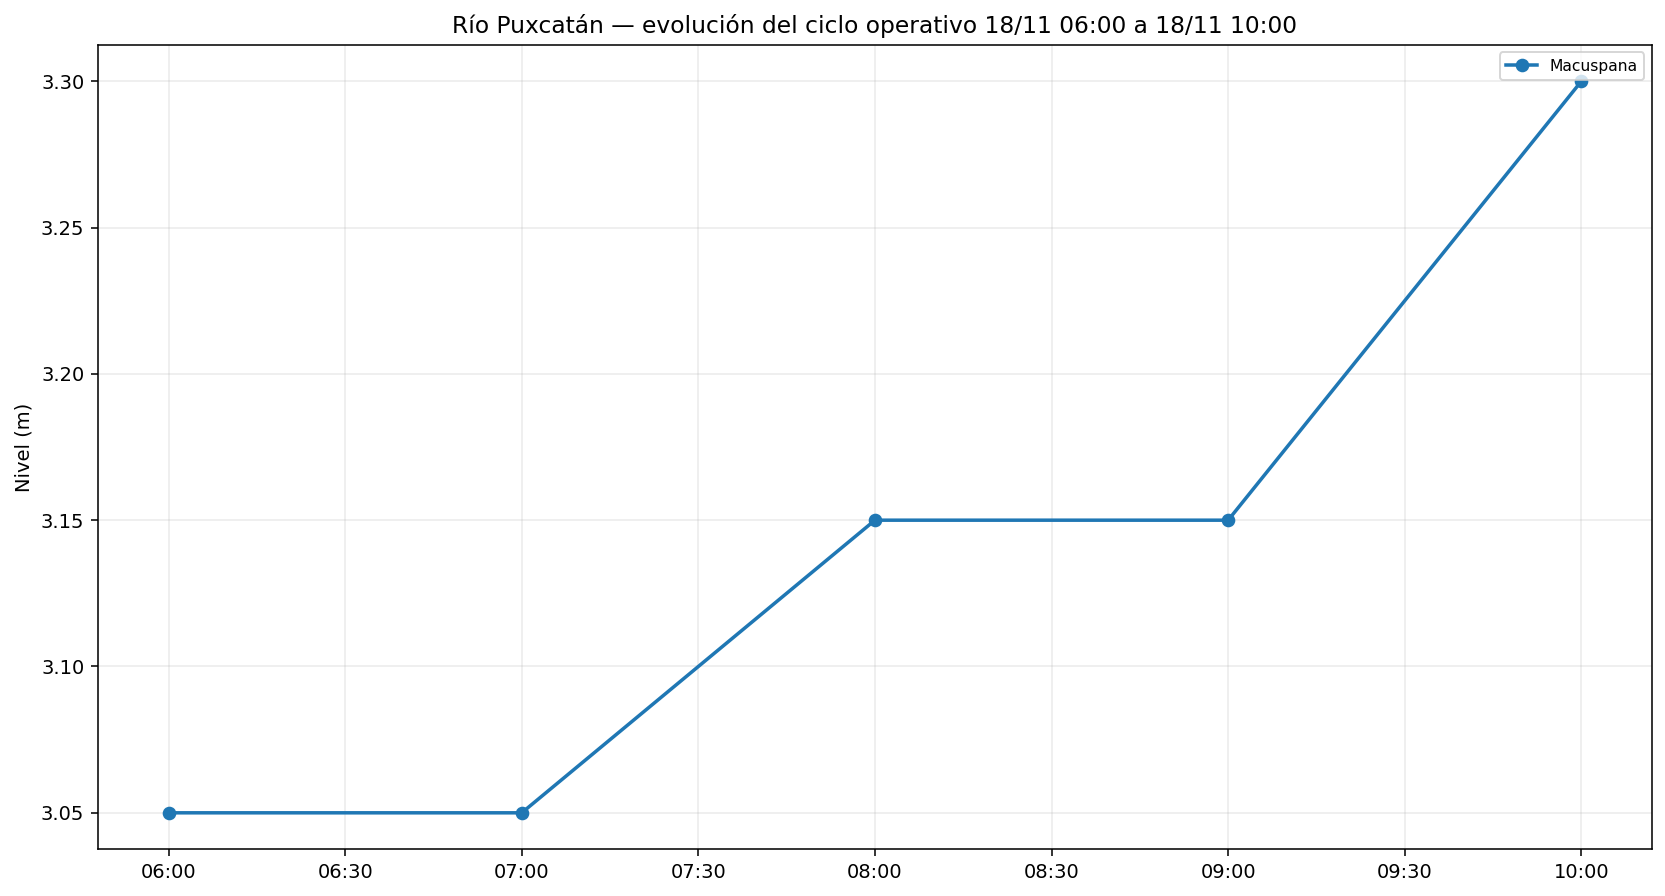 Río Puxcatán — evolución del ciclo operativo 18/11 06:00 a 18/11 10:00
Macuspana
Nivel (m)
3.30
3.25
3.20
3.15
3.10
3.05
06:00 06:30 07:00 07:30 08:00 08:30 09:00 09:30 10:00